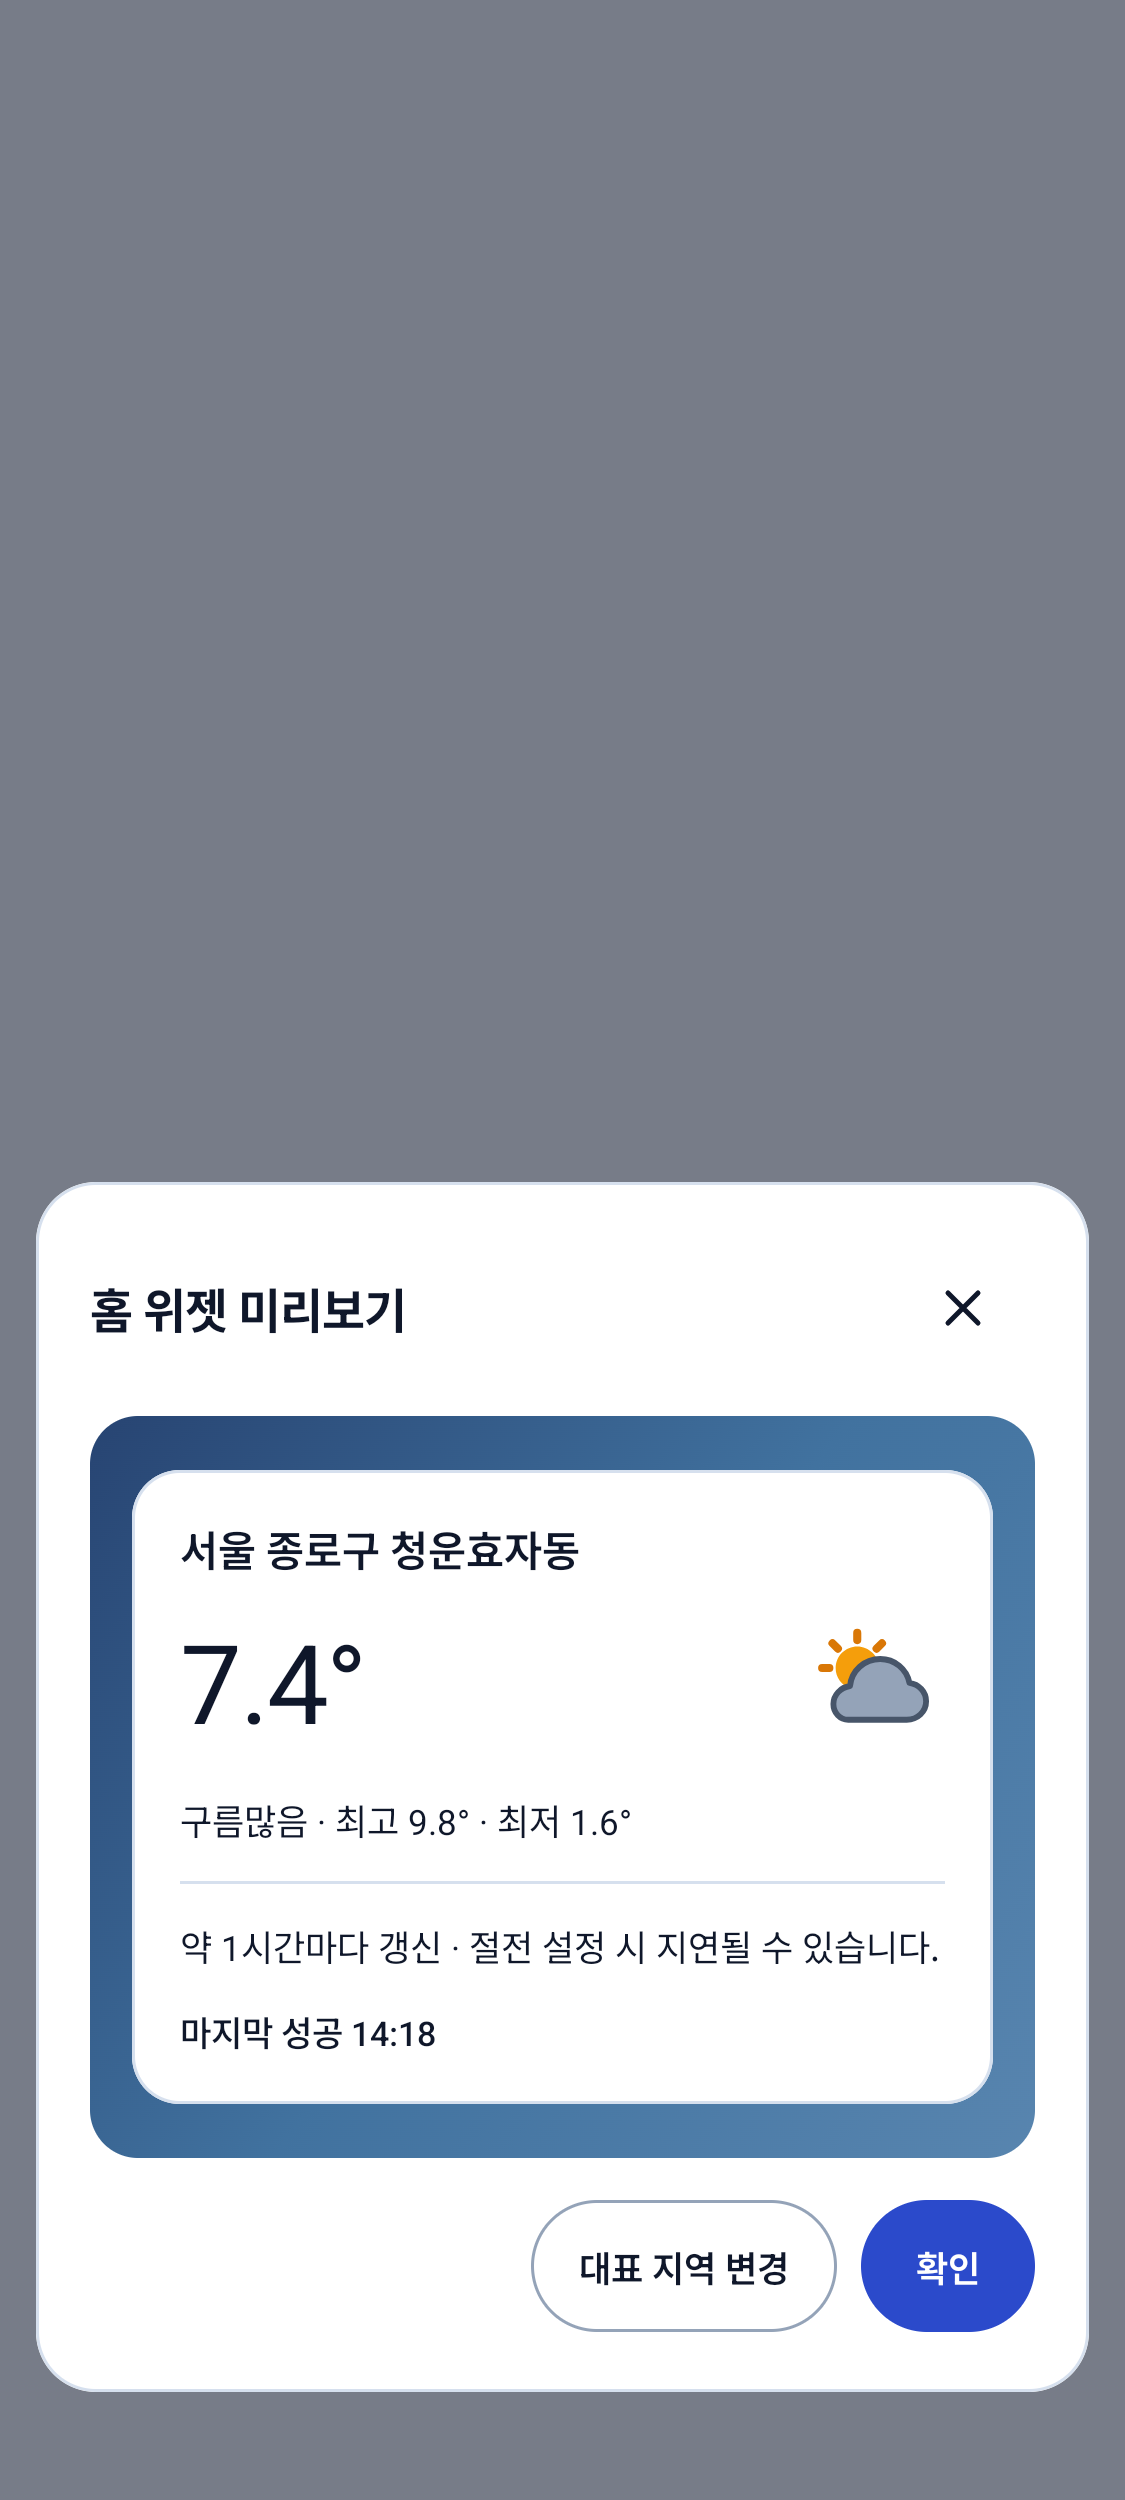 홈 위젯 미리보기
서울 종로구 청운효자동
7.4°
구름많음 · 최고 9.8° · 최저 1.6°
약 1시간마다 갱신 · 절전 설정 시 지연될 수 있습니다.
마지막 성공 14:18
대표 지역 변경
확인